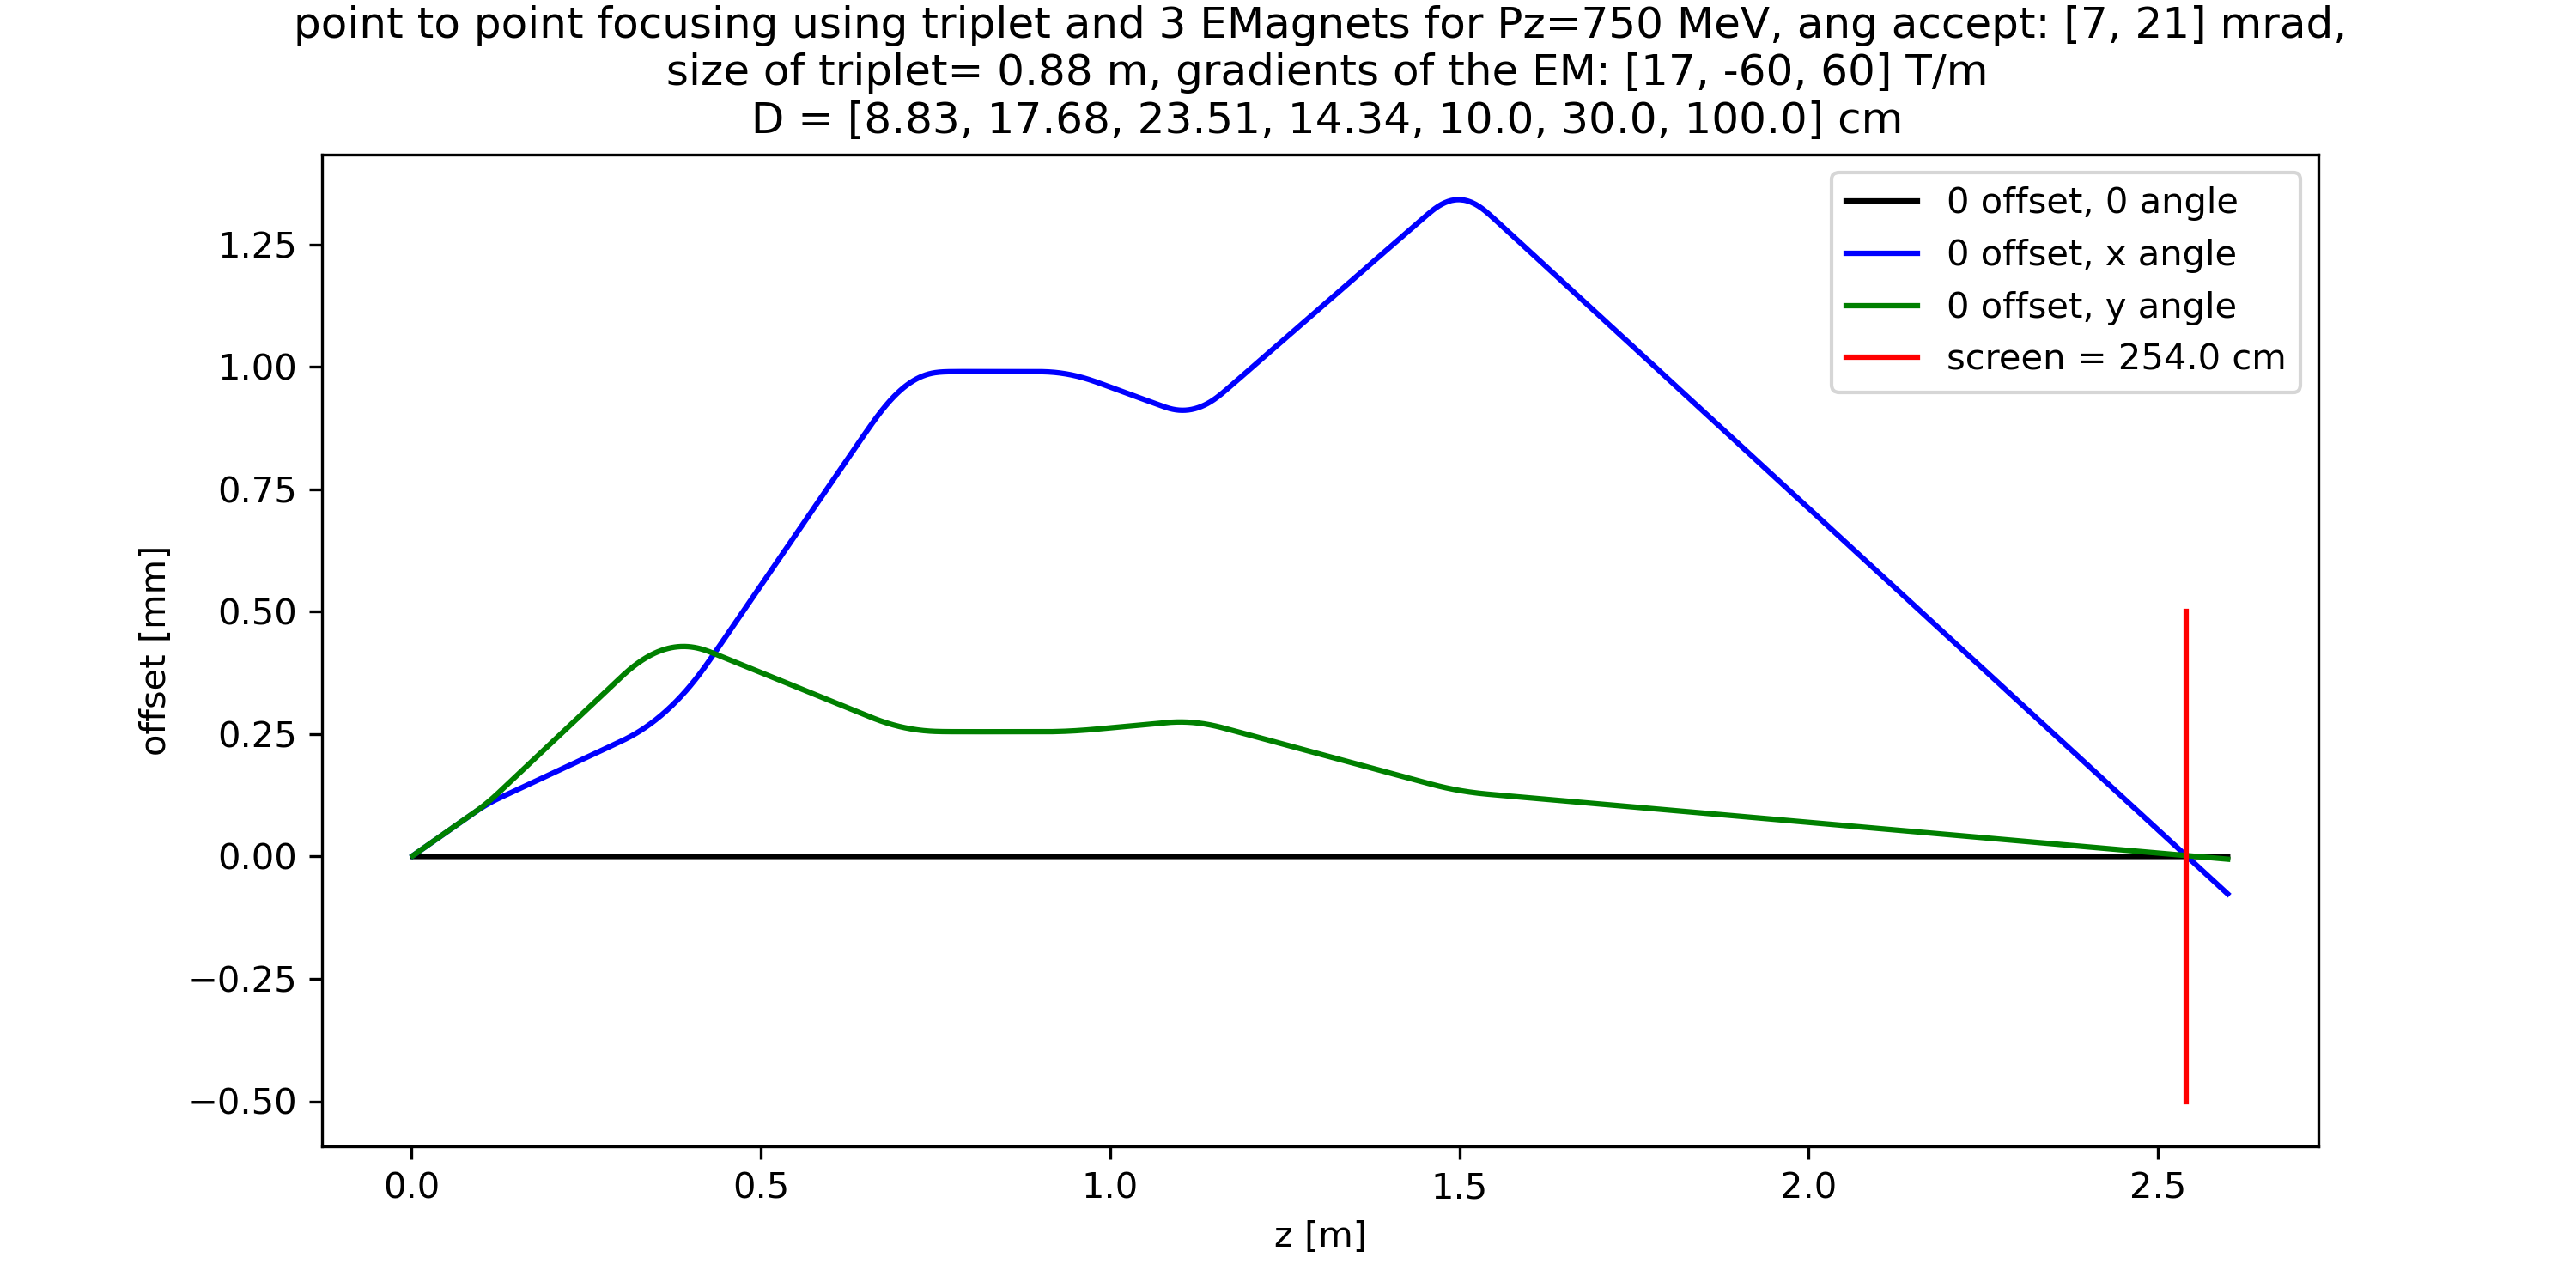 point to point focusing using triplet and 3 EMagnets for Pz=750 MeV, ang accept: [7, 21] mrad,
size of triplet= 0.88 m, gradients of the EM: [17, -60, 60] T/m
D = [8.83, 17.68, 23.51, 14.34, 10.0, 30.0, 100.0] cm
0 offset, 0 angle
0 offset, x angle
0 offset, y angle
screen = 254.0 cm
offset [mm]
1.25
1.00
0.75
0.50
0.25
0.00
−0.25
−0.50
0.0 0.5 1.0 1.5 2.0 2.5
z [m]